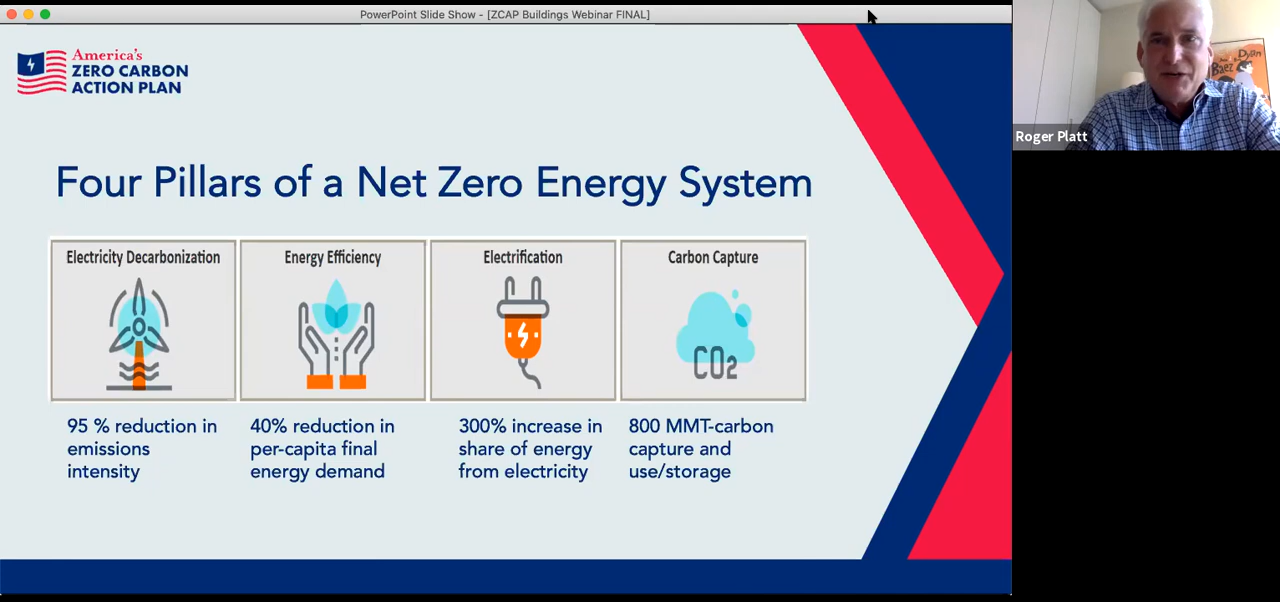 PowerPoint Slide Show - [ZCAP Buildings Webinar FINAL]
America's
ZERO CARBON
ACTION PLAN
Four Pillars of a Net Zero Energy System
Electricity Decarbonization
Energy Efficiency
Electrification
Carbon Capture
CO2
95 % reduction in
emissions
intensity
40% reduction in
per-capita final
energy demand
300% increase in
share of energy
from electricity
800 MMT-carbon
capture and
use/storage
Dylan
Baez
Roger Platt